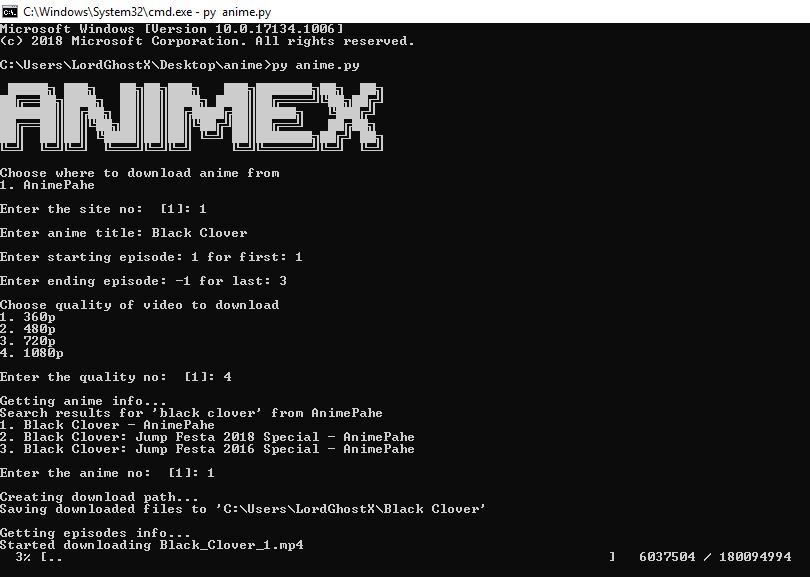 C:\Windows\System32\cmd.exe - py anime.py
Microsoft Windows [Version 10.0.17134.1006]
(c) 2018 Microsoft Corporation. All rights reserved.
C:\Users\LordGhostX\Desktop\anime>py anime.py
ANIMEX
Choose where to download anime from
1. AnimePahe
Enter the site no:  [1]: 1
Enter anime title: Black Clover
Enter starting episode: 1 for first: 1
Enter ending episode: -1 for last: 3
Choose quality of video to download
1. 360p
2. 480p
3. 720p
4. 1080p
Enter the quality no:  [1]: 4
Getting anime info...
Search results for 'black clover' from AnimePahe
1. Black Clover - AnimePahe
2. Black Clover: Jump Festa 2018 Special - AnimePahe
3. Black Clover: Jump Festa 2016 Special - AnimePahe
Enter the anime no:  [1]: 1
Creating download path...
Saving downloaded files to 'C:\Users\LordGhostX\Black Clover'
Getting episodes info...
Started downloading Black_Clover_1.mp4
3% [.. ] 6037504 / 180094994